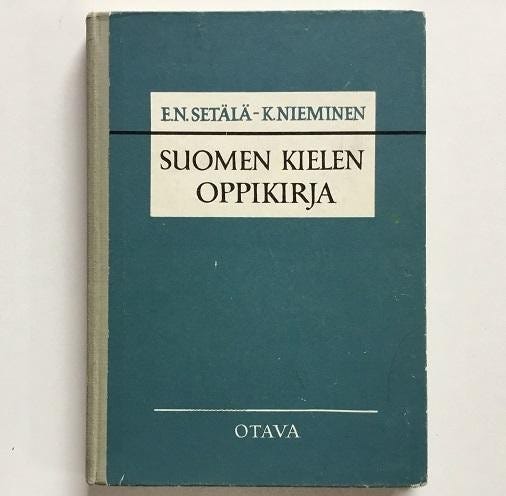 E.N.SETÄLÄ-K.NIEMINEN
SUOMEN KIELEN
OPPIKIRJA
OTAVA